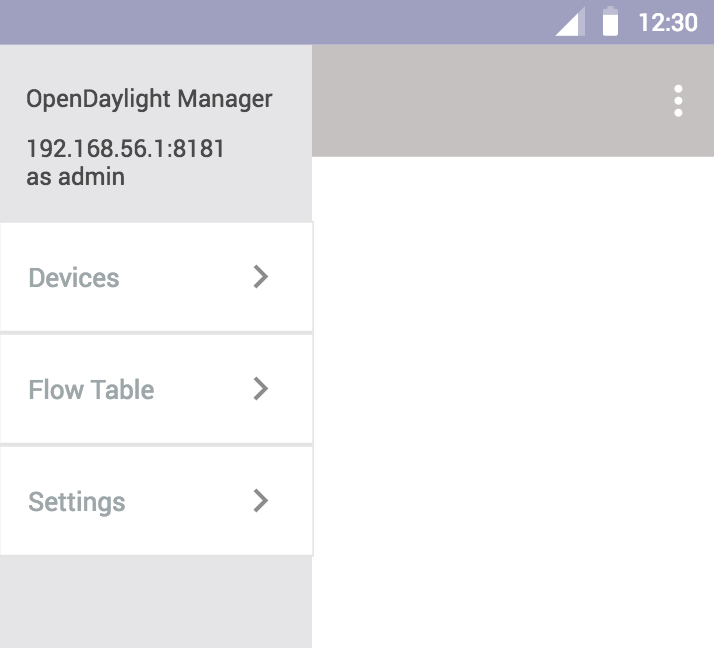 12:30
OpenDaylight Manager
192.168.56.1:8181
as admin
Devices
Flow Table
Settings